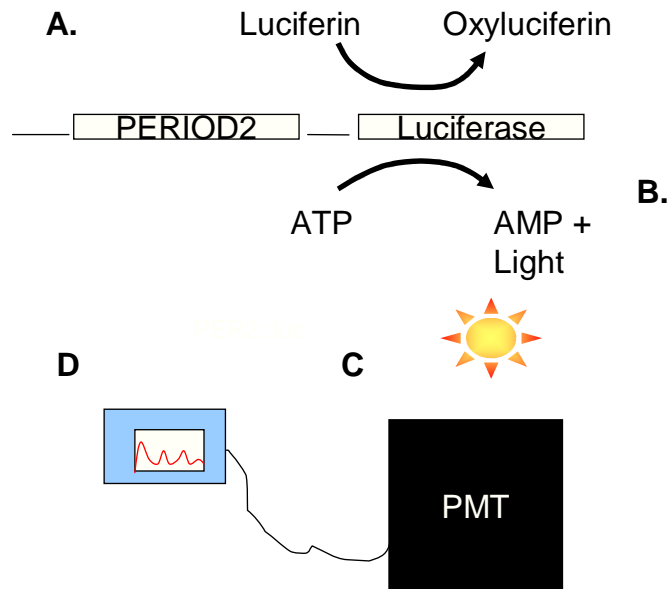 A.
Luciferin
Oxyluciferin
PERIOD2
Luciferase
B.
ATP
AMP +
Light
D
C
PMT